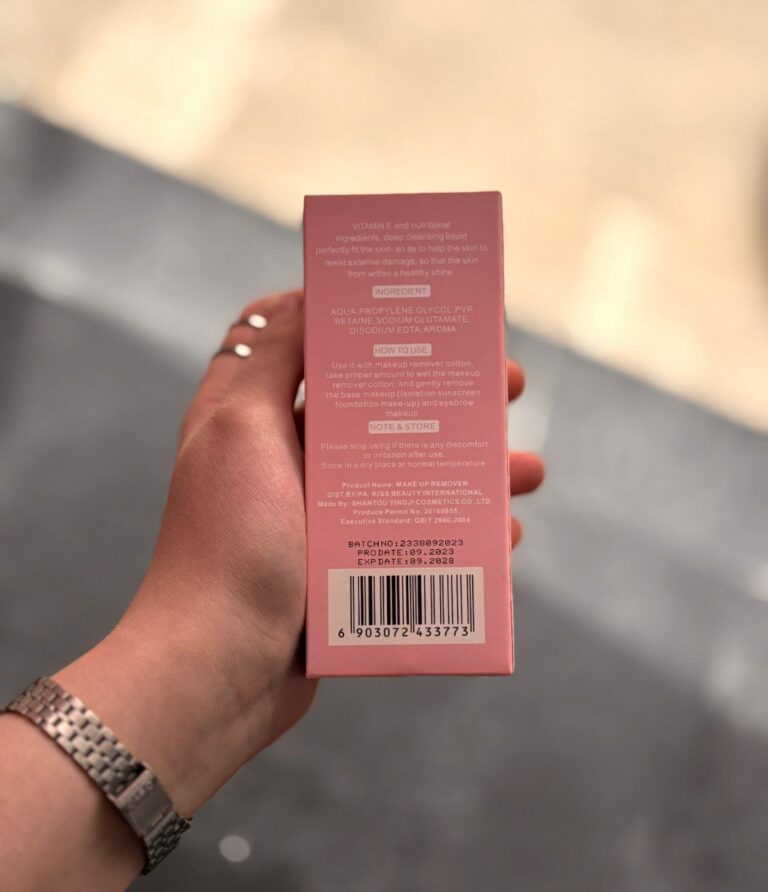 VITAMIN E and nutritional
ingredients, deep cleansing liquid
perfectly fit the skin, so as to help the skin to
resist external damage, so that the skin
from within a healthy shine.
INGREDIENT:
AQUA,PROPYLENE GLYCOL,PVP,
BETAINE,SODIUM GLUTAMATE,
DISODIUM EDTA,AROMA
HOW TO USE:
Use it with makeup remover cotton,
take proper amount to wet the makeup
remover cotton, and gently remove
the base makeup (Isolation sunscreen
foundation make-up) and eyebrow
makeup
NOTE & STORE:
Please stop using if there is any discomfort
or irritation after use.
Store in a dry place at normal temperature.
Product Name: MAKE UP REMOVER
DIST.BY/PA: KISS BEAUTY INTERNATIONAL
Made By: SHANTOU YINGJI COSMETICS CO.,LTD.
Produce Permit No: 20160835
Executive Standard: QB/T 2660-2004
BATCHNO:2338092023
PRODATE:09.2023
EXPDATE:09.2028
6 903072 433773